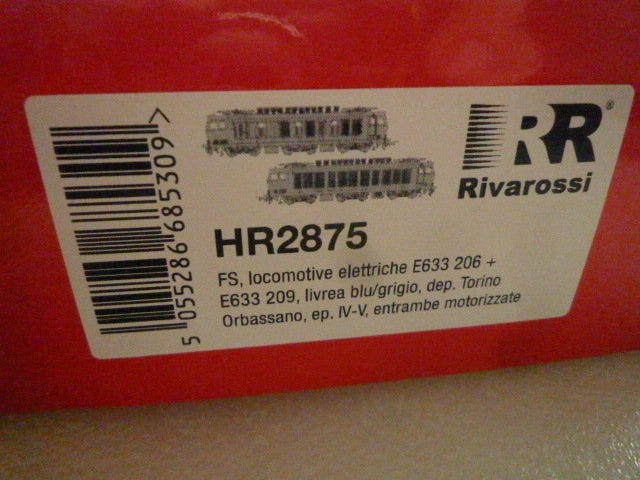 RR®
Rivarossi
HR2875
FS, locomotive elettriche E633 206 +
E633 209, livrea blu/grigio, dep. Torino
Orbassano, ep. IV-V, entrambe motorizzate
5 055286 685309 >